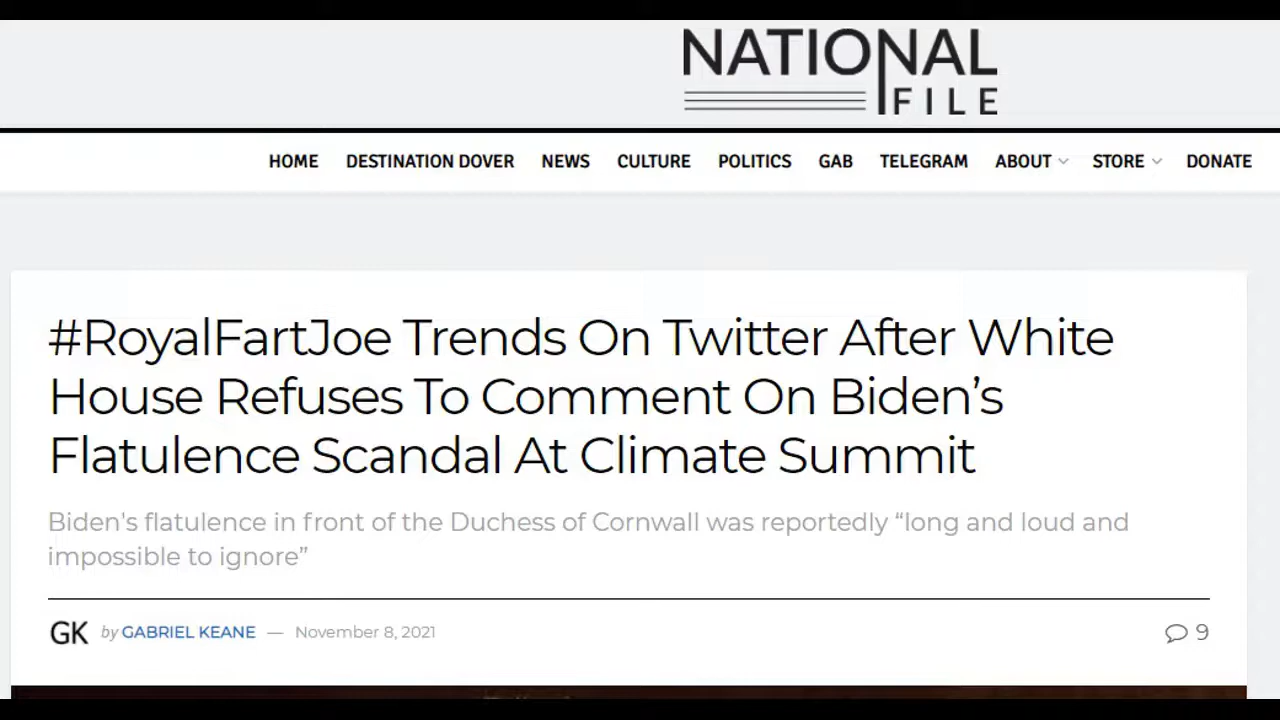 NATIONAL
FILE
HOME DESTINATION DOVER NEWS CULTURE POLITICS GAB TELEGRAM ABOUT STORE DONATE
#RoyalFartJoe Trends On Twitter After White
House Refuses To Comment On Biden’s
Flatulence Scandal At Climate Summit
Biden's flatulence in front of the Duchess of Cornwall was reportedly “long and loud and
impossible to ignore”
GK by GABRIEL KEANE — November 8, 2021 9